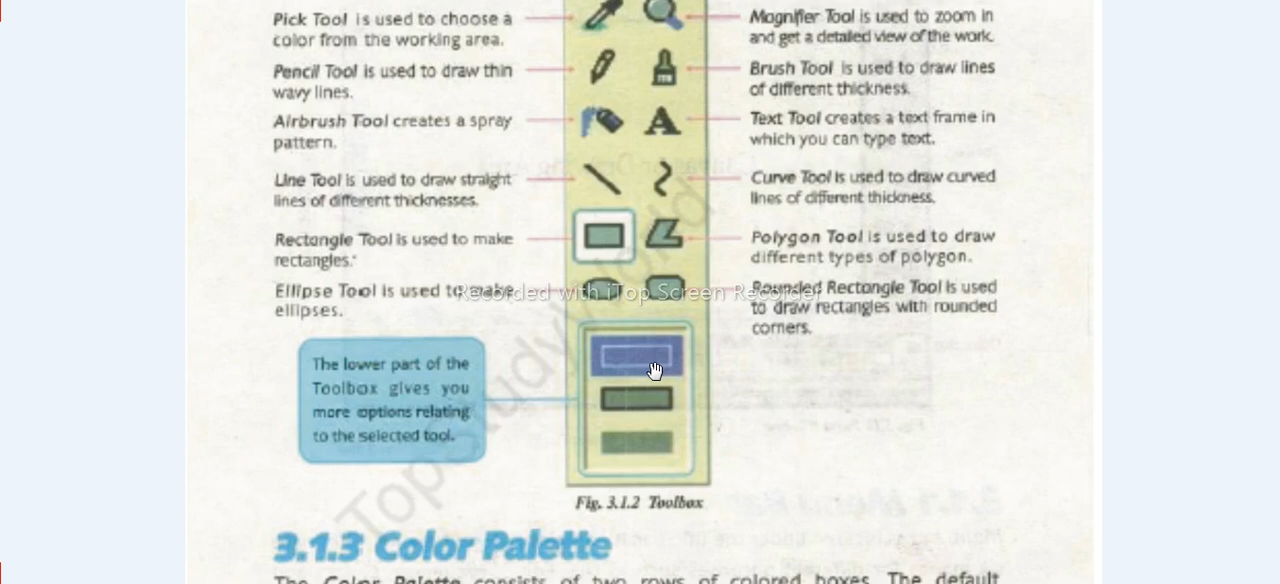 Pick Tool is used to choose a
color from the working area.
Pencil Tool is used to draw thin
wavy lines.
Airbrush Tool creates a spray
pattern.
Line Tool is used to draw straight
lines of different thicknesses.
Rectangle Tool is used to make
rectangles.
Ellipse Tool is used to make
ellipses.
Magnifier Tool is used to zoom in
and get a detailed view of the work.
Brush Tool is used to draw lines
of different thickness.
Text Tool creates a text frame in
which you can type text.
Curve Tool is used to draw curved
lines of different thickness.
Polygon Tool is used to draw
different types of polygon.
Rounded Rectangle Tool is used
to draw rectangles with rounded
corners.
A
Recorded with iTop Screen Recorder
TopStudyWorld
The lower part of the
Toolbox gives you
more options relating
to the selected tool.
Fig. 3.1.2 Toolbox
3.1.3 Color Palette
The Color Palette consists of two rows of colored boxes. The default